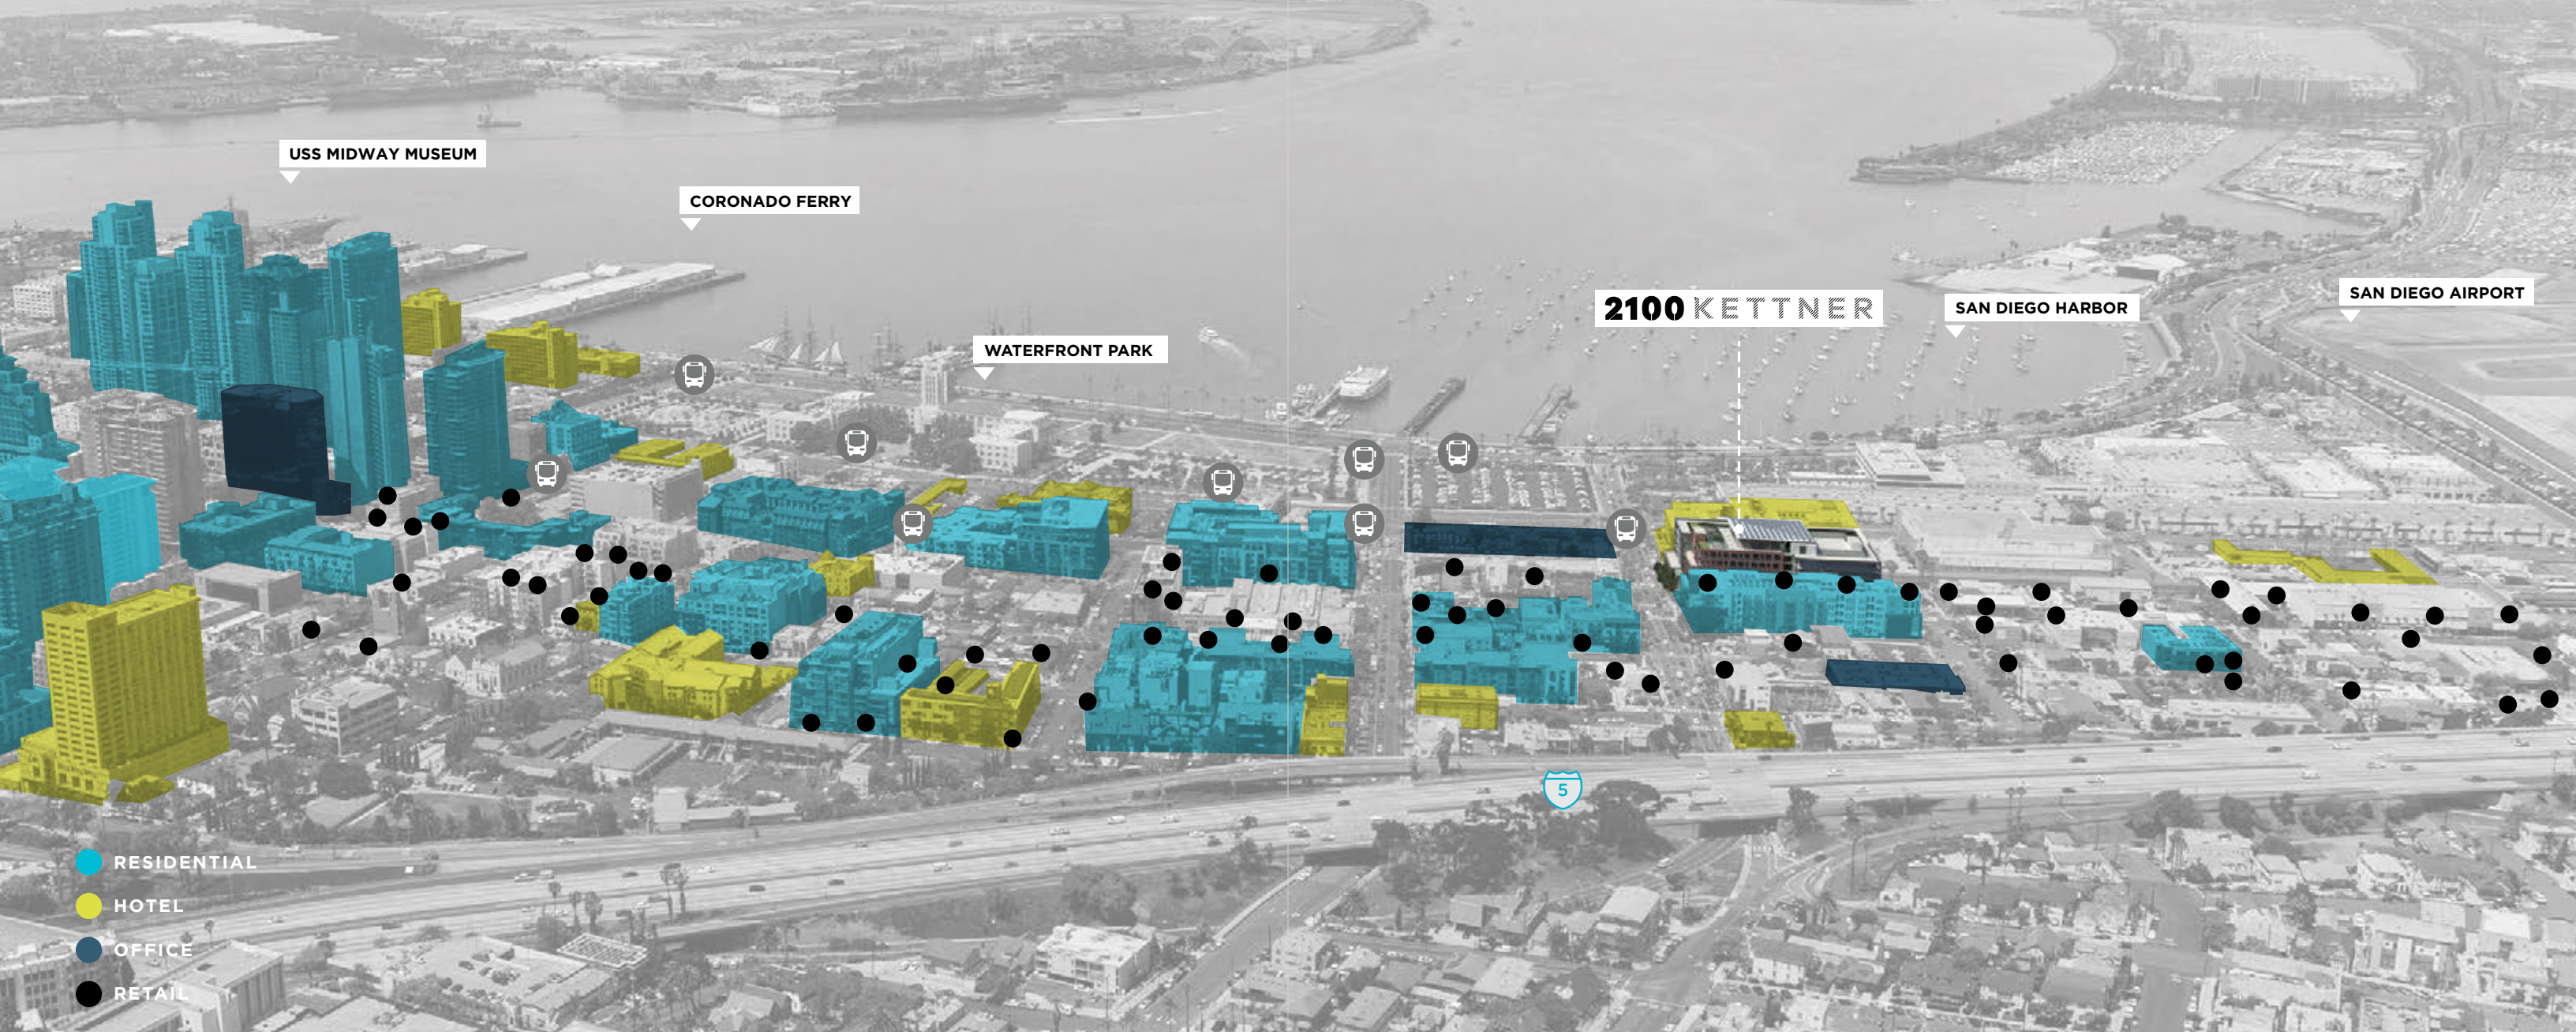 USS MIDWAY MUSEUM
CORONADO FERRY
WATERFRONT PARK
2100 KETTNER
SAN DIEGO HARBOR
SAN DIEGO AIRPORT
5
RESIDENTIAL
HOTEL
OFFICE
RETAIL